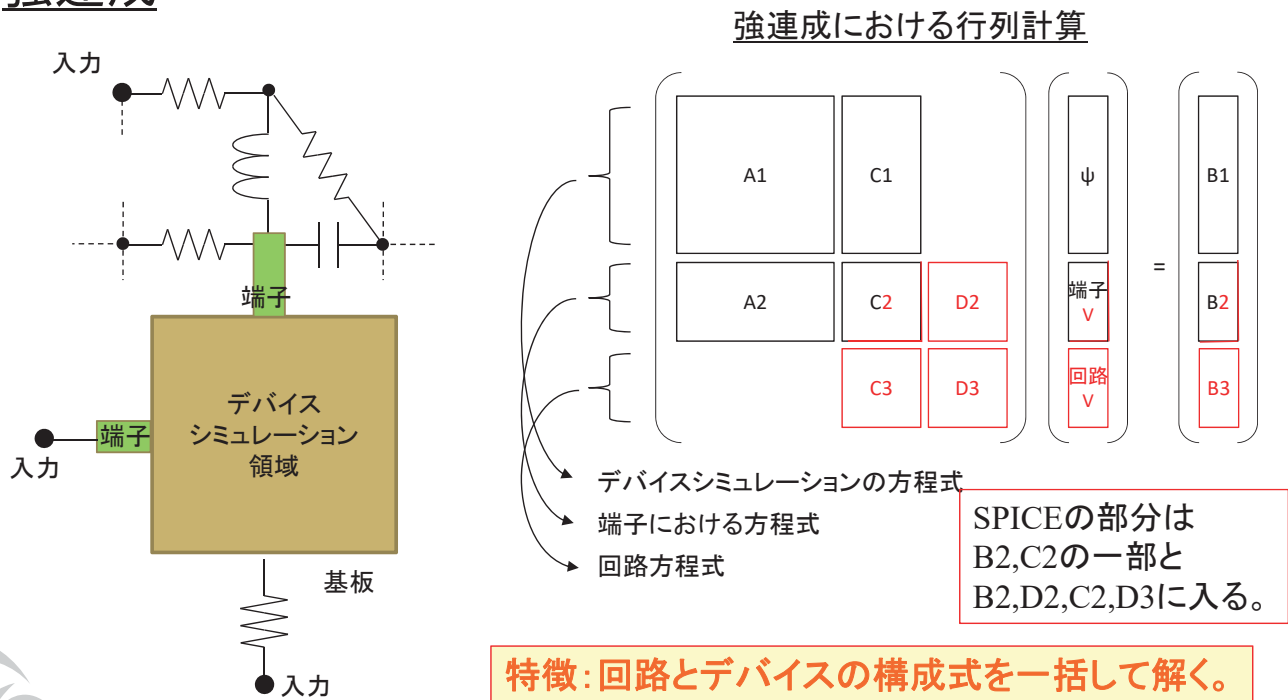 強連成
強連成における行列計算
入力
端子
デバイス
シミュレーション
領域
端子
入力
基板
入力
A1
C1
ψ
B1
A2
C2
D2
端子
V
=
B2
C3
D3
回路
V
B3
デバイスシミュレーションの方程式
端子における方程式
回路方程式
SPICEの部分は
B2,C2の一部と
B2,D2,C2,D3に入る。
特徴:回路とデバイスの構成式を一括して解く。